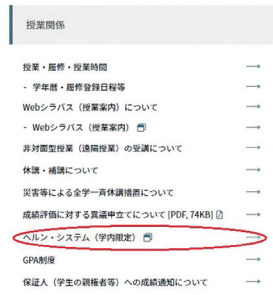 授業関係
授業・履修・授業時間
- 学年暦・履修登録日程等
Webシラバス（授業案内）について
- Webシラバス（授業案内）
非対面型授業（遠隔授業）の受講について
休講・補講について
災害等による全学一斉休講措置について
成績評価に対する異議申立てについて [PDF, 74KB]
ヘルン・システム（学内限定）
GPA制度
保証人（学生の親権者等）への成績通知について